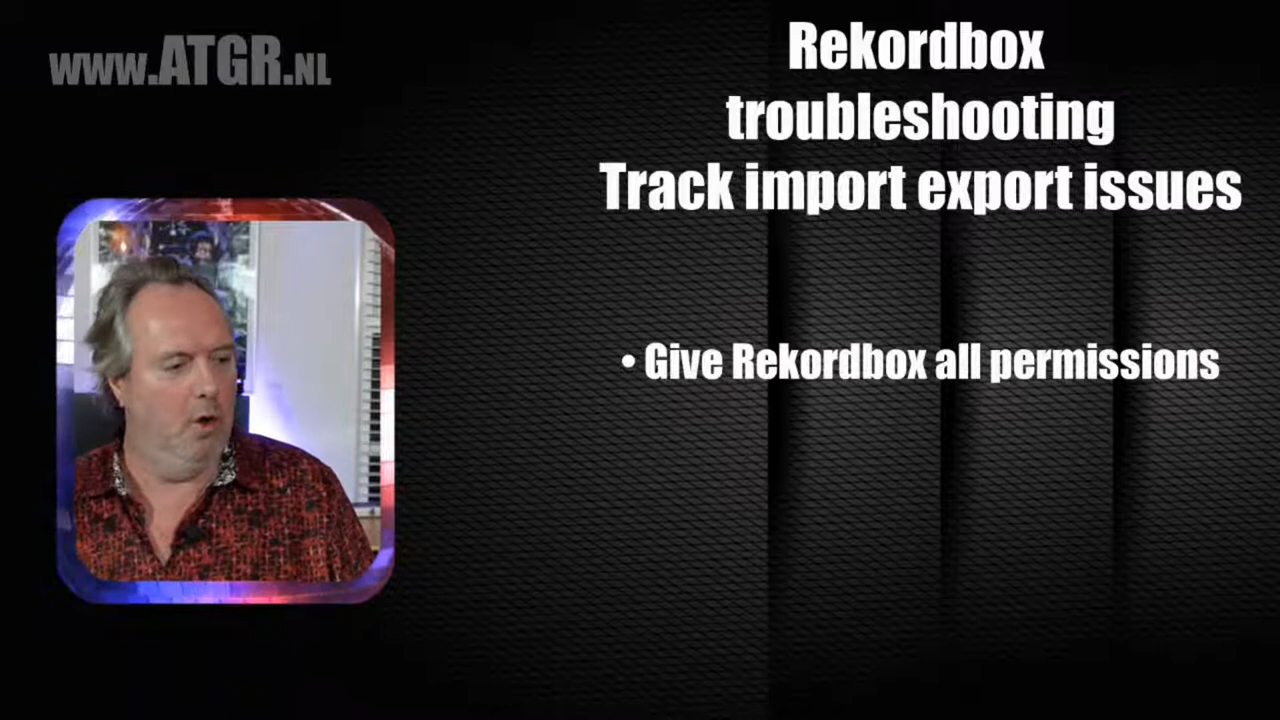 www.ATGR.NL
Rekordbox
troubleshooting
Track import export issues
• Give Rekordbox all permissions